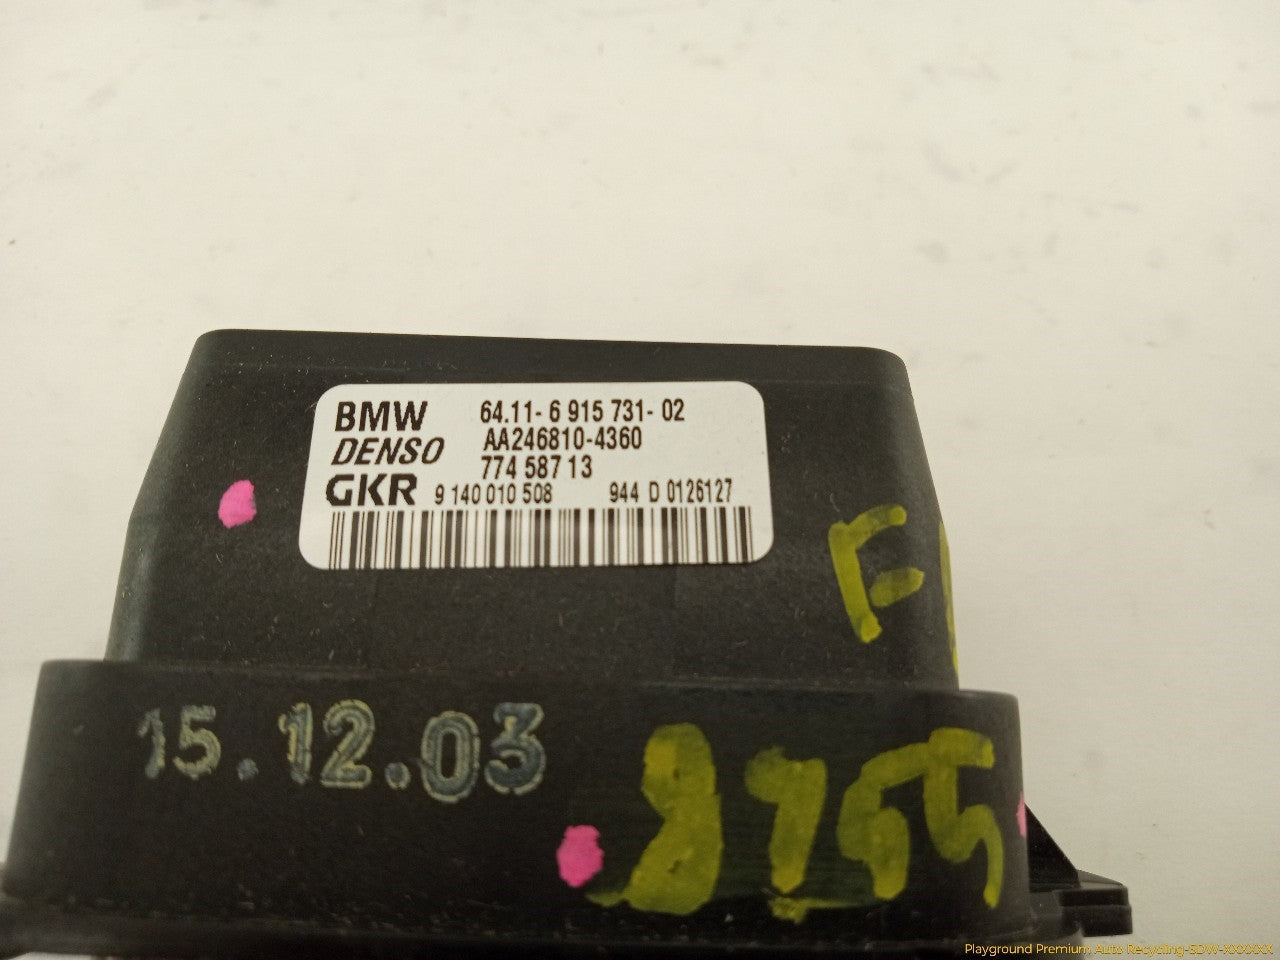 BMW 64.11- 6 915 731- 02
DENSO AA246810-4360
774 587 13
GKR 9 140 010 508 944 D 0126127
15.12.03
Playground Premium Auto Recycling-SDW-XXXXXX